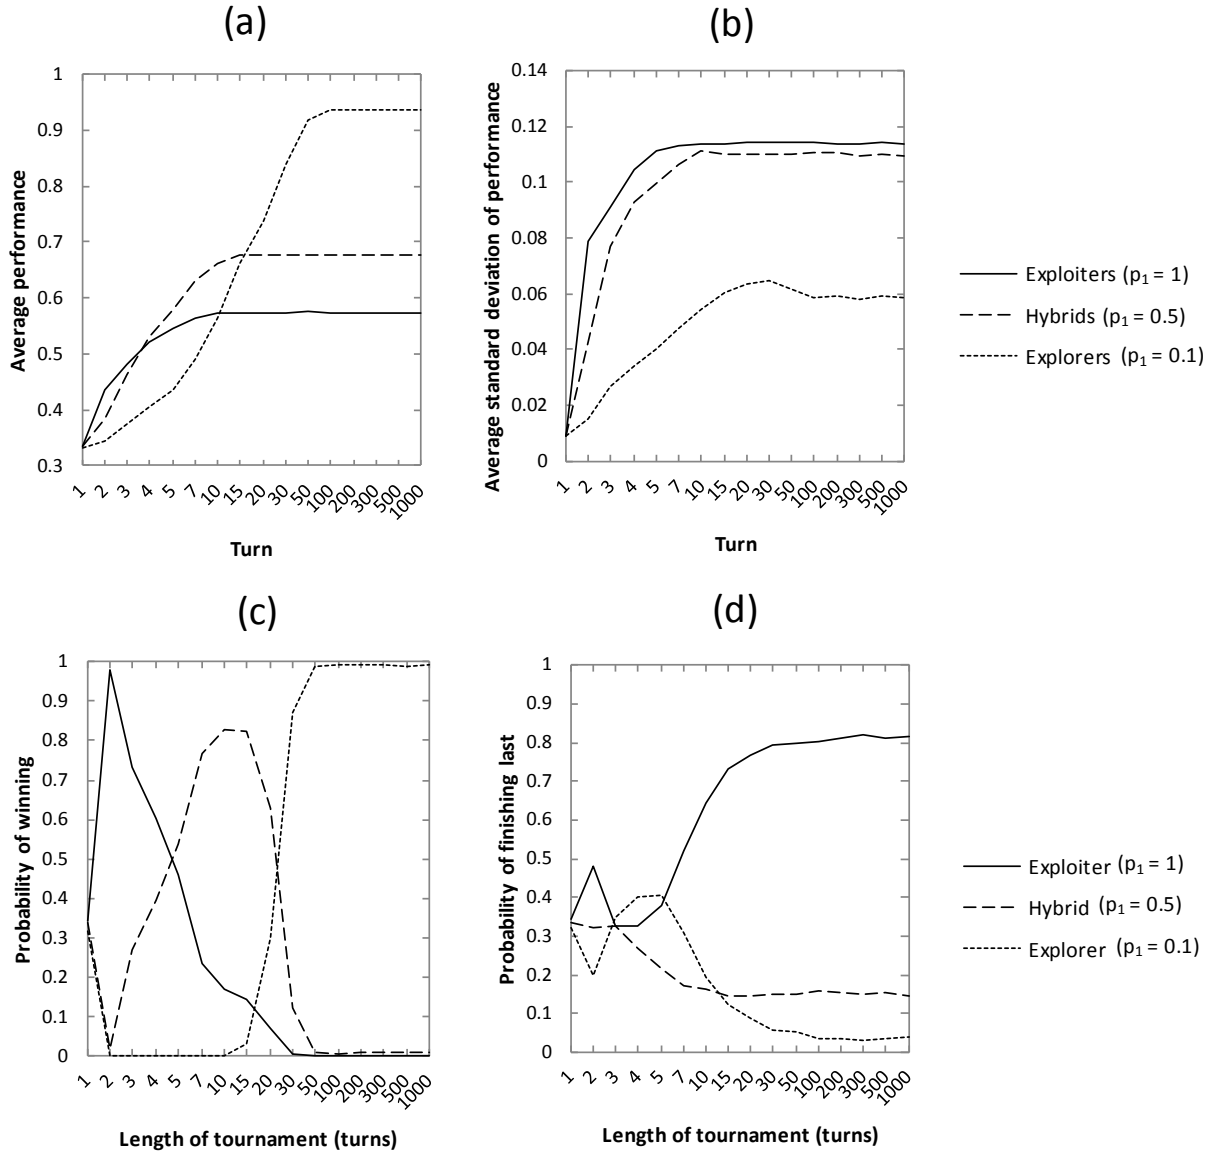 (a)
Average performance
1
0.9
0.8
0.7
0.6
0.5
0.4
0.3
1 2 3 4 5 7 10 15 20 30 50 100 200 300 500 1000
Turn
(b)
Average standard deviation of performance
0.14
0.12
0.1
0.08
0.06
0.04
0.02
0
1 2 3 4 5 7 10 15 20 30 50 100 200 300 500 1000
Turn
Exploiters (p1 = 1)
Hybrids (p1 = 0.5)
Explorers (p1 = 0.1)
(c)
Probability of winning
1
0.9
0.8
0.7
0.6
0.5
0.4
0.3
0.2
0.1
0
1 2 3 4 5 7 10 15 20 30 50 100 200 300 500 1000
Length of tournament (turns)
(d)
Probability of finishing last
1
0.9
0.8
0.7
0.6
0.5
0.4
0.3
0.2
0.1
0
1 2 3 4 5 7 10 15 20 30 50 100 200 300 500 1000
Length of tournament (turns)
Exploiter (p1 = 1)
Hybrid (p1 = 0.5)
Explorer (p1 = 0.1)